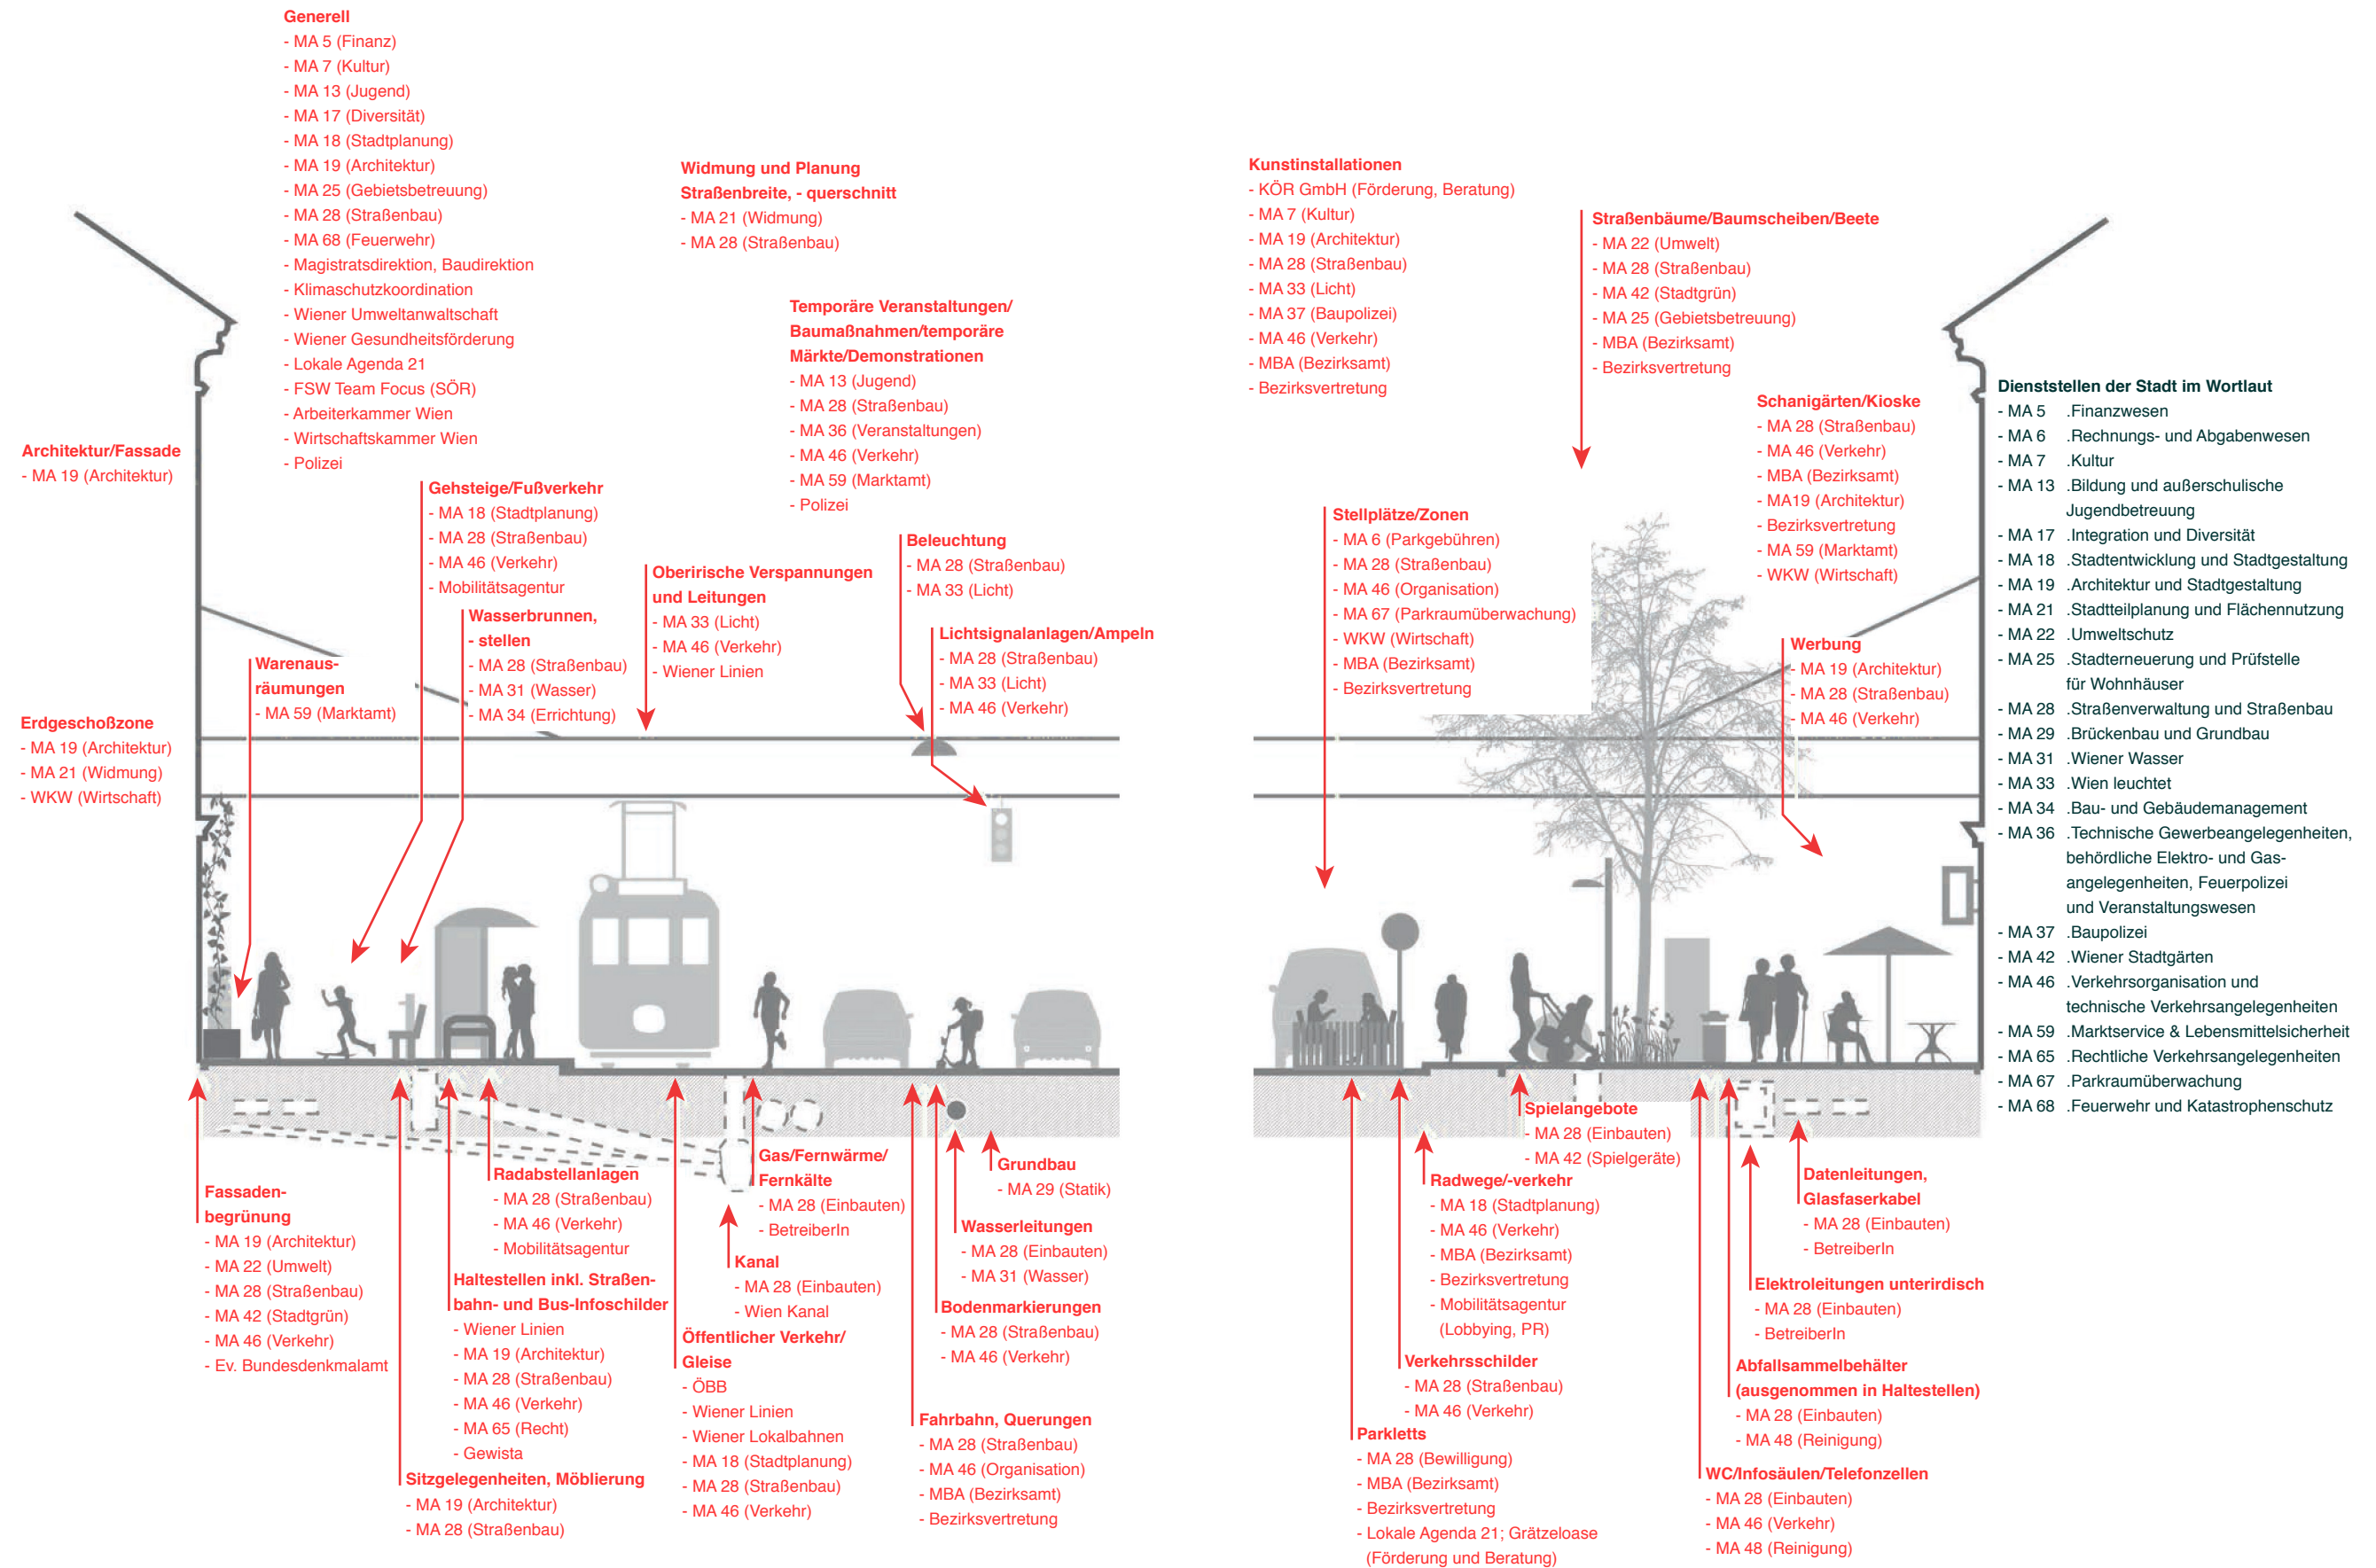 Generell
- MA 5 (Finanz)
- MA 7 (Kultur)
- MA 13 (Jugend)
- MA 17 (Diversität)
- MA 18 (Stadtplanung)
- MA 19 (Architektur)
- MA 25 (Gebietsbetreuung)
- MA 28 (Straßenbau)
- MA 68 (Feuerwehr)
- Magistratsdirektion, Baudirektion
- Klimaschutzkoordination
- Wiener Umweltanwaltschaft
- Wiener Gesundheitsförderung
- Lokale Agenda 21
- FSW Team Focus (SÖR)
- Arbeiterkammer Wien
- Wirtschaftskammer Wien
- Polizei
Widmung und Planung
Straßenbreite, - querschnitt
- MA 21 (Widmung)
- MA 28 (Straßenbau)
Temporäre Veranstaltungen/
Baumaßnahmen/temporäre
Märkte/Demonstrationen
- MA 13 (Jugend)
- MA 28 (Straßenbau)
- MA 36 (Veranstaltungen)
- MA 46 (Verkehr)
- MA 59 (Marktamt)
- Polizei
Kunstinstallationen
- KÖR GmbH (Förderung, Beratung)
- MA 7 (Kultur)
- MA 19 (Architektur)
- MA 28 (Straßenbau)
- MA 33 (Licht)
- MA 37 (Baupolizei)
- MA 46 (Verkehr)
- MBA (Bezirksamt)
- Bezirksvertretung
Straßenbäume/Baumscheiben/Beete
- MA 22 (Umwelt)
- MA 28 (Straßenbau)
- MA 42 (Stadtgrün)
- MA 25 (Gebietsbetreuung)
- MBA (Bezirksamt)
- Bezirksvertretung
Schanigärten/Kioske
- MA 28 (Straßenbau)
- MA 46 (Verkehr)
- MBA (Bezirksamt)
- MA19 (Architektur)
- Bezirksvertretung
- MA 59 (Marktamt)
- WKW (Wirtschaft)
Architektur/Fassade
- MA 19 (Architektur)
Gehsteige/Fußverkehr
- MA 18 (Stadtplanung)
- MA 28 (Straßenbau)
- MA 46 (Verkehr)
- Mobilitätsagentur
Wasserbrunnen,
- stellen
- MA 28 (Straßenbau)
- MA 31 (Wasser)
- MA 34 (Errichtung)
Oberirische Verspannungen
und Leitungen
- MA 33 (Licht)
- MA 46 (Verkehr)
- Wiener Linien
Beleuchtung
- MA 28 (Straßenbau)
- MA 33 (Licht)
Lichtsignalanlagen/Ampeln
- MA 28 (Straßenbau)
- MA 33 (Licht)
- MA 46 (Verkehr)
Stellplätze/Zonen
- MA 6 (Parkgebühren)
- MA 28 (Straßenbau)
- MA 46 (Organisation)
- MA 67 (Parkraumüberwachung)
- WKW (Wirtschaft)
- MBA (Bezirksamt)
- Bezirksvertretung
Werbung
- MA 19 (Architektur)
- MA 28 (Straßenbau)
- MA 46 (Verkehr)
Warenaus-
räumungen
- MA 59 (Marktamt)
Erdgeschoßzone
- MA 19 (Architektur)
- MA 21 (Widmung)
- WKW (Wirtschaft)
Dienststellen der Stadt im Wortlaut
- MA 5 .Finanzwesen
- MA 6 .Rechnungs- und Abgabenwesen
- MA 7 .Kultur
- MA 13 .Bildung und außerschulische
Jugendbetreuung
- MA 17 .Integration und Diversität
- MA 18 .Stadtentwicklung und Stadtgestaltung
- MA 19 .Architektur und Stadtgestaltung
- MA 21 .Stadtteilplanung und Flächennutzung
- MA 22 .Umweltschutz
- MA 25 .Stadterneuerung und Prüfstelle
für Wohnhäuser
- MA 28 .Straßenverwaltung und Straßenbau
- MA 29 .Brückenbau und Grundbau
- MA 31 .Wiener Wasser
- MA 33 .Wien leuchtet
- MA 34 .Bau- und Gebäudemanagement
- MA 36 .Technische Gewerbeangelegenheiten,
behördliche Elektro- und Gas-
angelegenheiten, Feuerpolizei
und Veranstaltungswesen
- MA 37 .Baupolizei
- MA 42 .Wiener Stadtgärten
- MA 46 .Verkehrsorganisation und
technische Verkehrsangelegenheiten
- MA 59 .Marktservice & Lebensmittelsicherheit
- MA 65 .Rechtliche Verkehrsangelegenheiten
- MA 67 .Parkraumüberwachung
- MA 68 .Feuerwehr und Katastrophenschutz
Fassaden-
begrünung
- MA 19 (Architektur)
- MA 22 (Umwelt)
- MA 28 (Straßenbau)
- MA 42 (Stadtgrün)
- MA 46 (Verkehr)
- Ev. Bundesdenkmalamt
Radabstellanlagen
- MA 28 (Straßenbau)
- MA 46 (Verkehr)
- Mobilitätsagentur
Haltestellen inkl. Straßen-
bahn- und Bus-Infoschilder
- Wiener Linien
- MA 19 (Architektur)
- MA 28 (Straßenbau)
- MA 46 (Verkehr)
- MA 65 (Recht)
- Gewista
Sitzgelegenheiten, Möblierung
- MA 19 (Architektur)
- MA 28 (Straßenbau)
Gas/Fernwärme/
Fernkälte
- MA 28 (Einbauten)
- BetreiberIn
Kanal
- MA 28 (Einbauten)
- Wien Kanal
Öffentlicher Verkehr/
Gleise
- ÖBB
- Wiener Linien
- Wiener Lokalbahnen
- MA 18 (Stadtplanung)
- MA 28 (Straßenbau)
- MA 46 (Verkehr)
Grundbau
- MA 29 (Statik)
Wasserleitungen
- MA 28 (Einbauten)
- MA 31 (Wasser)
Bodenmarkierungen
- MA 28 (Straßenbau)
- MA 46 (Verkehr)
Fahrbahn, Querungen
- MA 28 (Straßenbau)
- MA 46 (Organisation)
- MBA (Bezirksamt)
- Bezirksvertretung
Spielangebote
- MA 28 (Einbauten)
- MA 42 (Spielgeräte)
Radwege/-verkehr
- MA 18 (Stadtplanung)
- MA 46 (Verkehr)
- MBA (Bezirksamt)
- Bezirksvertretung
- Mobilitätsagentur
(Lobbying, PR)
Verkehrsschilder
- MA 28 (Straßenbau)
- MA 46 (Verkehr)
Parkletts
- MA 28 (Bewilligung)
- MBA (Bezirksamt)
- Bezirksvertretung
- Lokale Agenda 21; Grätzeloase
(Förderung und Beratung)
Datenleitungen,
Glasfaserkabel
- MA 28 (Einbauten)
- BetreiberIn
Elektroleitungen unterirdisch
- MA 28 (Einbauten)
- BetreiberIn
Abfallsammelbehälter
(ausgenommen in Haltestellen)
- MA 28 (Einbauten)
- MA 48 (Reinigung)
WC/Infosäulen/Telefonzellen
- MA 28 (Einbauten)
- MA 46 (Verkehr)
- MA 48 (Reinigung)